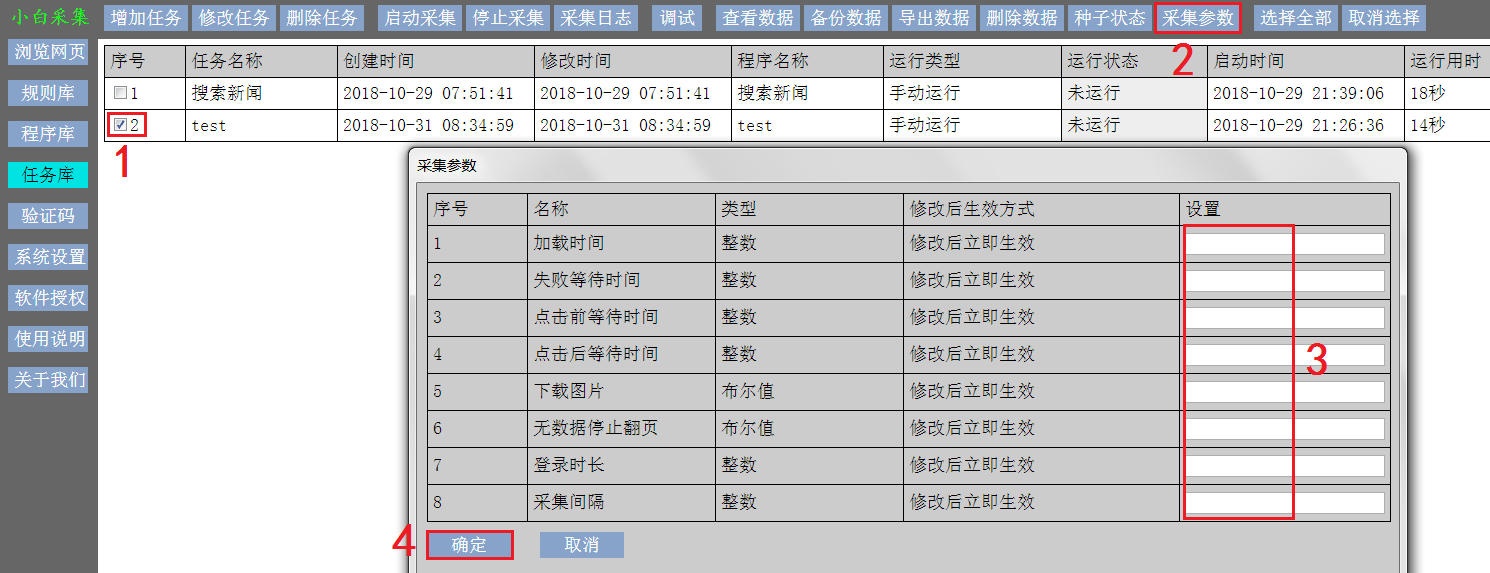 小白采集 增加任务 修改任务 删除任务 启动采集 停止采集 采集日志 调试 查看数据 备份数据 导出数据 删除数据 种子状态 采集参数 选择全部 取消选择
浏览网页
规则库
程序库
任务库
验证码
系统设置
软件授权
使用说明
关于我们
序号 任务名称 创建时间 修改时间 程序名称 运行类型 运行状态 2 启动时间 运行用时
1 搜索新闻 2018-10-29 07:51:41 2018-10-29 07:51:41 搜索新闻 手动运行 未运行 2018-10-29 21:39:06 18秒
2 test 2018-10-31 08:34:59 2018-10-31 08:34:59 test 手动运行 未运行 2018-10-29 21:26:36 14秒
1
采集参数
序号 名称 类型 修改后生效方式 设置
1 加载时间 整数 修改后立即生效
2 失败等待时间 整数 修改后立即生效
3 点击前等待时间 整数 修改后立即生效
4 点击后等待时间 整数 修改后立即生效
3
5 下载图片 布尔值 修改后立即生效
6 无数据停止翻页 布尔值 修改后立即生效
7 登录时长 整数 修改后立即生效
8 采集间隔 整数 修改后立即生效
4 确定 取消